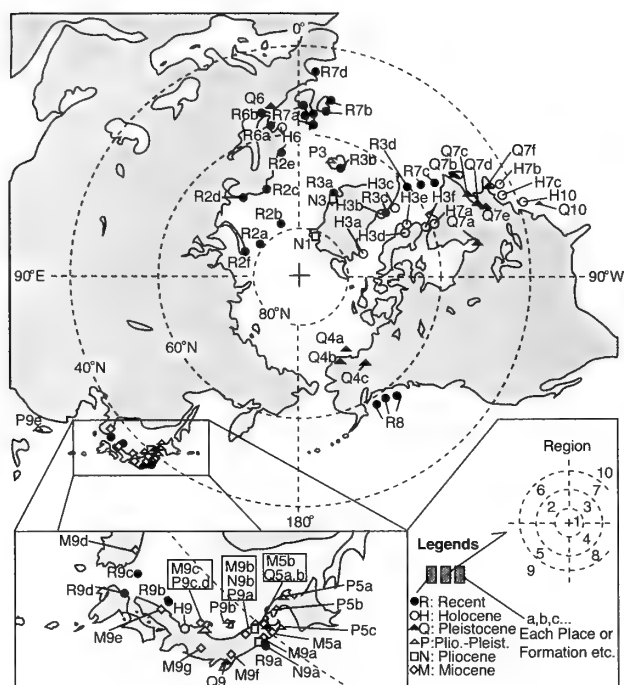 0°
R7d
Q6
R6b R7a R7b
R6a H6
R2e
P3 R3b
R3d
R7c Q7b Q7c Q7d Q7f
H7b
H7c
H10
Q10
R2d R2c
R3a H3c
N3 H3b R3c
H3e H3f
H7a
Q7e
Q7a
R2b
H3a
H3d
R2a
N1
R2f
90°E
90°W
80°N
60°N
40°N
Q4a
Q4b
Q4c
R8
P9e
180°
M9d
R9c
R9d
R9b
H9
M9c
P9c,d
P9b
M9b
N9b
P9a
M5b
Q5a,b
P5a
P5b
P5c
M5a
M9a
R9a
N9a
M9e
M9g
M9f
Q9
Region
10
6 7
3
2
1
4
5 8
9
Legends
R: Recent
H: Holocene
Q: Pleistocene
P:Plio.-Pleist.
N: Pliocene
M: Miocene
a,b,c...
Each Place or
Formation etc.